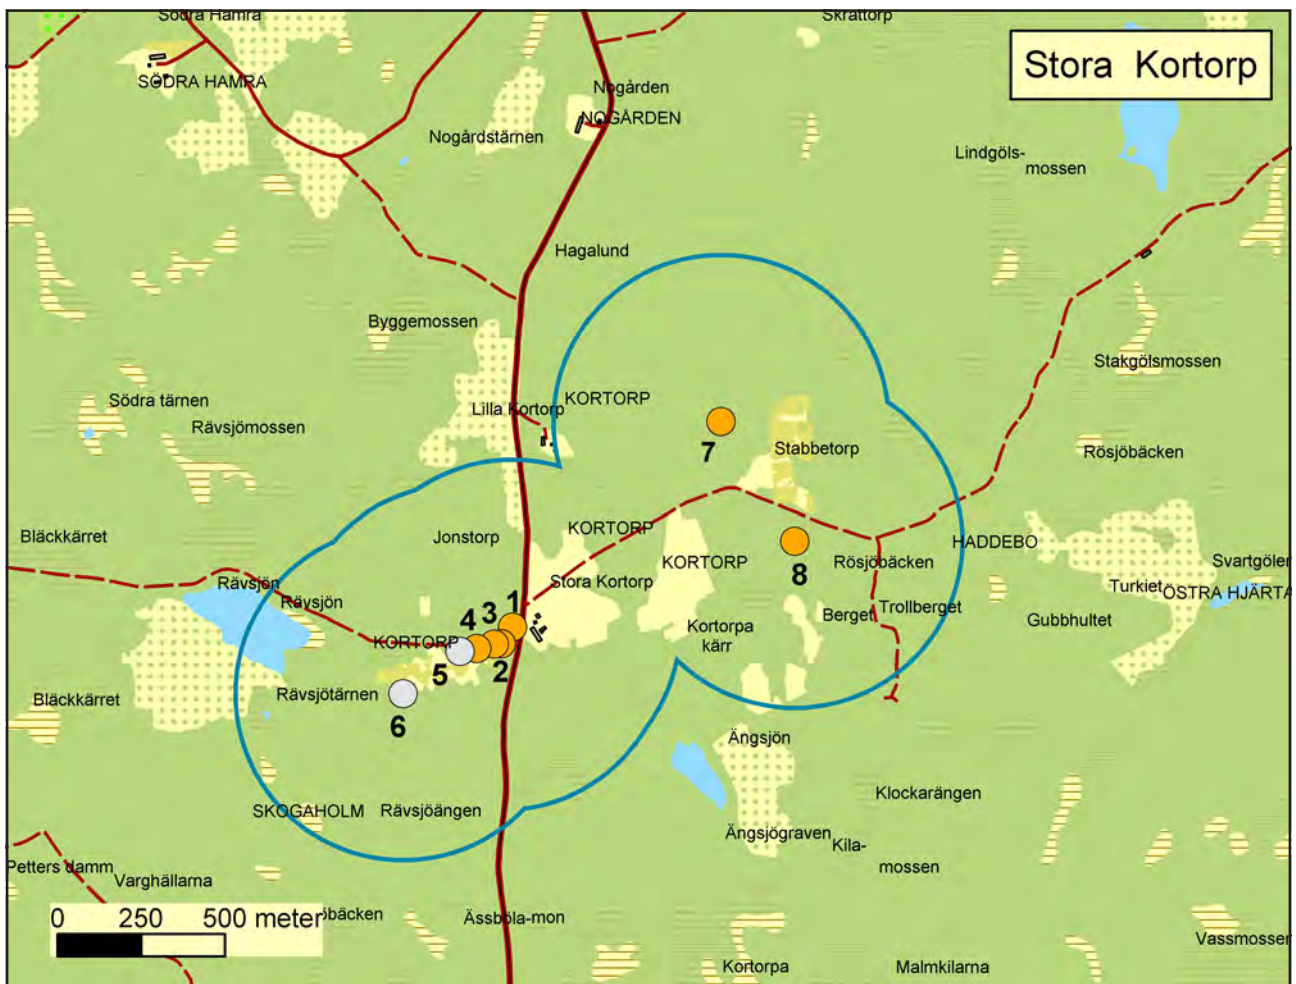 Södra Hamra
Skråttorp
Stora Kortorp
SÖDRA HAMRA
Nogården
NOGÅRDEN
Nogårdstärnen
Lindgöls-
mossen
Hagalund
Byggemossen
Stakgölsmossen
Södra tärnen
KORTORP
Lilla Kortorp
Rävsjömossen
7
Stabbetorp
Rösjöbäcken
Bläckkärret
Jonstorp
KORTORP
HADDEBO
KORTORP
8
Rösjöbäcken
Svartgölen
Rävsjön
Stora Kortorp
Turkiet
ÖSTRA HJÄRTA
Rävsjön
Berget
Trollberget
Gubbhultet
4
3
1
KORTORP
Kortorpa
kärr
5
2
Bläckkärret
Rävsjötärnen
6
Ängsjön
SKOGAHOLM
Rävsjöängen
Klockarängen
Ängsjögraven
Kila-
mossen
Petters damm
Varghällarna
0 250 500 meter
öbäcken
Ässböla-mon
Vassmossen
Kortorpa
Malmkilarna